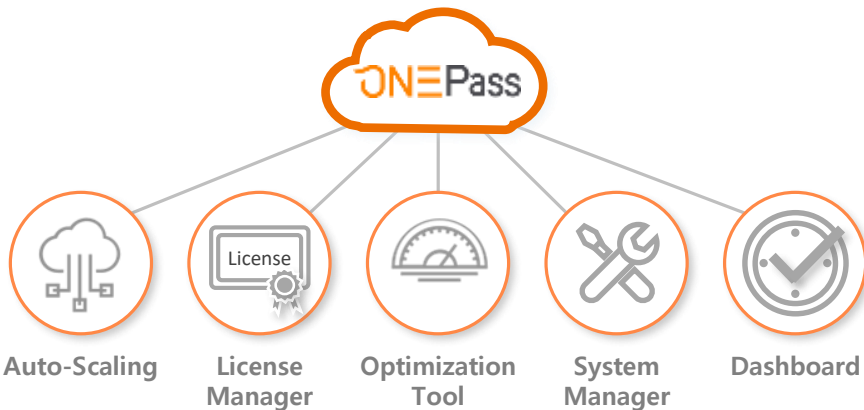 ONEPass
License
Auto-Scaling
License
Manager
Optimization
Tool
System
Manager
Dashboard